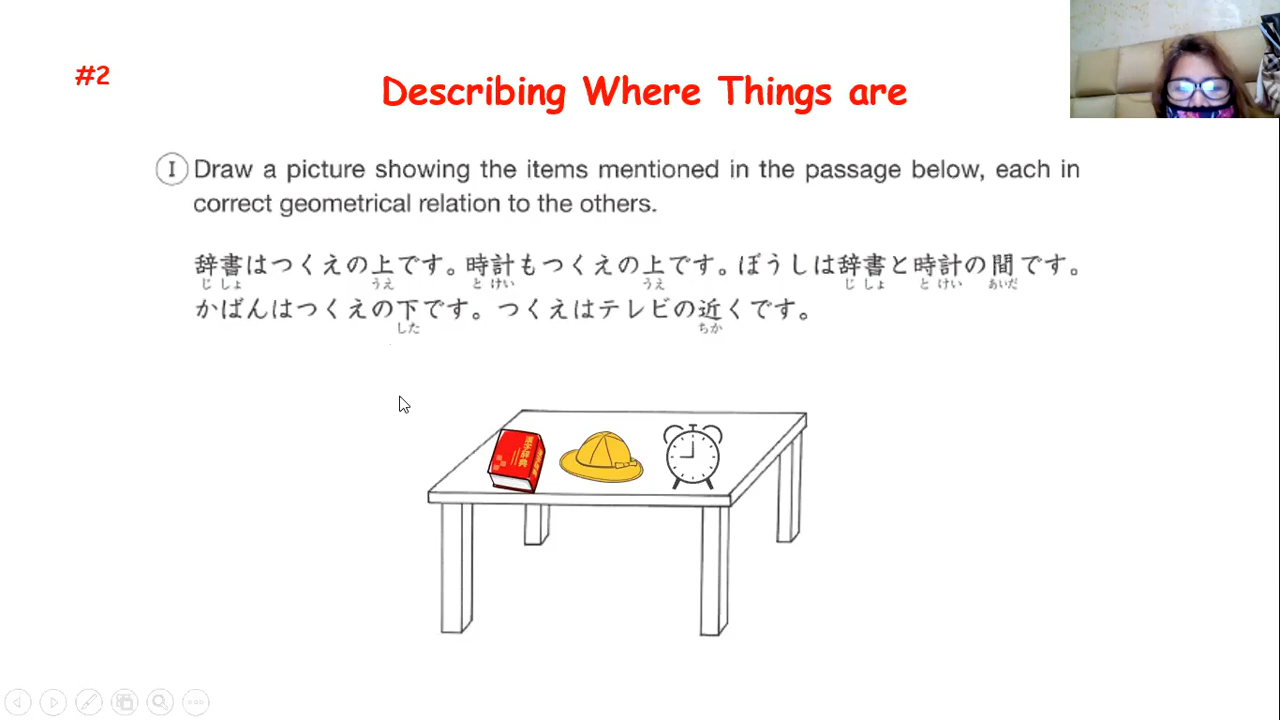 #2
Describing Where Things are
I Draw a picture showing the items mentioned in the passage below, each in
correct geometrical relation to the others.
辞書はつくえの上です。時計もつくえの上です。ぼうしは辞書と時計の間です。
じ しょ うえ と けい うえ じ しょ と けい あいだ
かばんはつくえの下です。つくえはテレビの近くです。
した ちか
漢字辞典